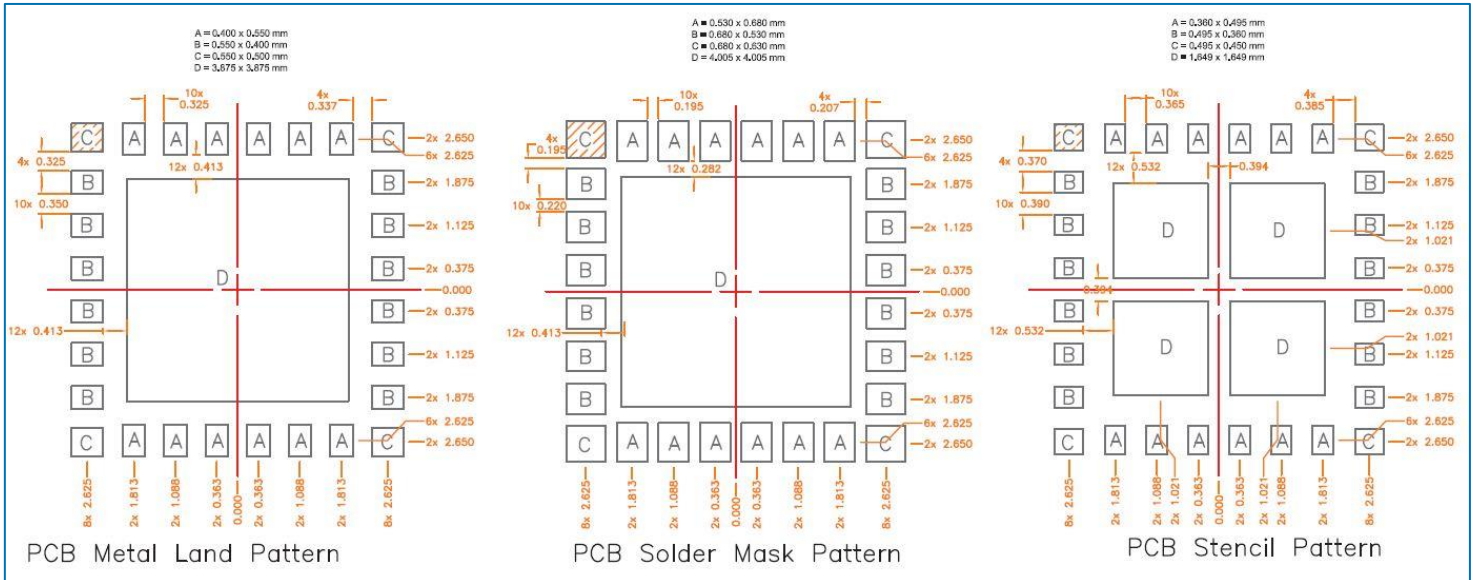 A = 0.400 x 0.550 mm
B = 0.550 x 0.400 mm
C = 0.550 x 0.500 mm
D = 3.675 x 3.875 mm
10x
0.325
4x
0.337
C A A A A A A C
2x 2.650
6x 2.625
4x 0.325
12x 0.413
B B
2x 1.875
10x 0.350
B B
2x 1.125
B D B
2x 0.375
0.000
B B
2x 0.375
12x 0.413
B B
2x 1.125
B B
2x 1.875
6x 2.625
C A A A A A A C
2x 2.650
8x 2.625
2x 1.813
2x 1.088
2x 0.363
0.000
2x 0.363
2x 1.088
2x 1.813
8x 2.625
PCB Metal Land Pattern
A = 0.530 x 0.680 mm
B = 0.680 x 0.530 mm
C = 0.680 x 0.630 mm
D = 4.005 x 4.005 mm
10x
0.195
4x
0.207
4x
0.195
C A A A A A A C
2x 2.650
6x 2.625
12x 0.282
B B
2x 1.875
10x
0.220
B B
2x 1.125
B D B
2x 0.375
0.000
B B
2x 0.375
12x 0.413
B B
2x 1.125
B B
2x 1.875
6x 2.625
C A A A A A A C
2x 2.650
8x 2.625
2x 1.813
2x 1.088
2x 0.363
0.000
2x 0.363
2x 1.088
2x 1.813
8x 2.625
PCB Solder Mask Pattern
A = 0.360 x 0.495 mm
B = 0.495 x 0.360 mm
C = 0.495 x 0.450 mm
D = 1.649 x 1.649 mm
10x
0.365
4x
0.385
C A A A A A A C
2x 2.650
6x 2.625
4x 0.370
12x 0.532
0.394
B B
2x 1.875
10x 0.390
B D D B
2x 1.125
2x 1.021
B B
2x 0.375
0.000
B B
2x 0.375
12x 0.532
2x 1.021
B D D B
2x 1.125
B B
2x 1.875
6x 2.625
C A A A A A A C
2x 2.650
8x 2.625
2x 1.813
2x 1.088
2x 1.021
2x 0.363
0.000
2x 0.363
2x 1.021
2x 1.088
2x 1.813
8x 2.625
PCB Stencil Pattern